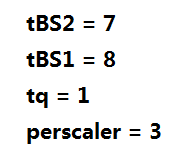 tBS2 = 7
tBS1 = 8
tq = 1
perscaler = 3